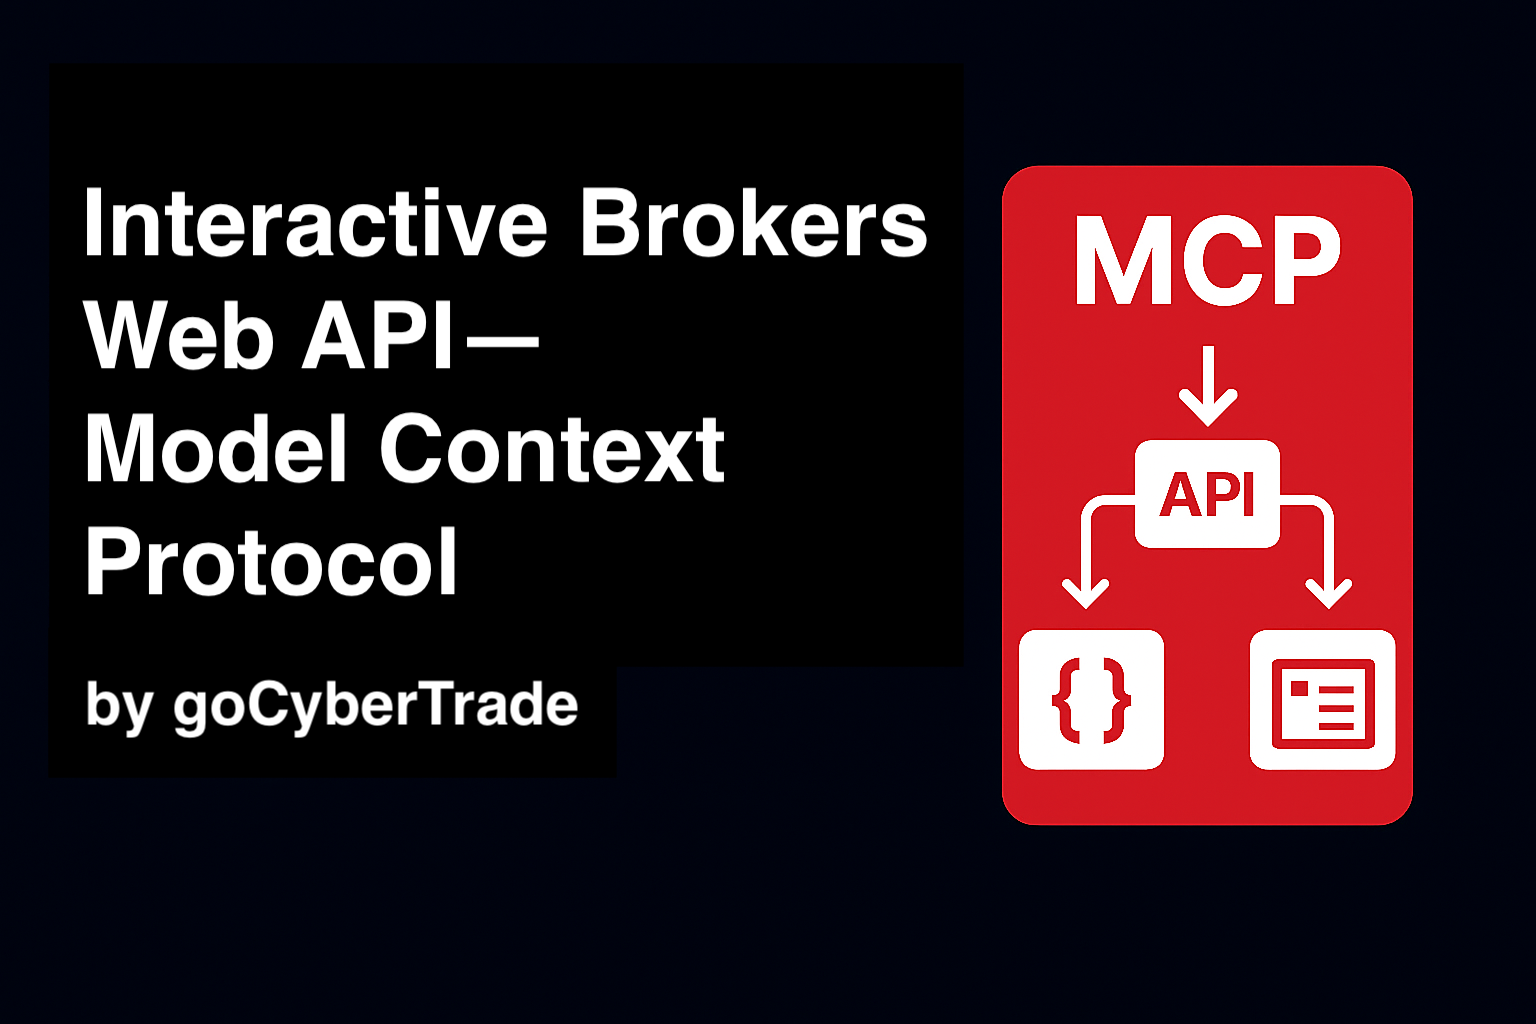 Interactive Brokers
Web API—
Model Context
Protocol
by goCyberTrade
MCP
API
{ }